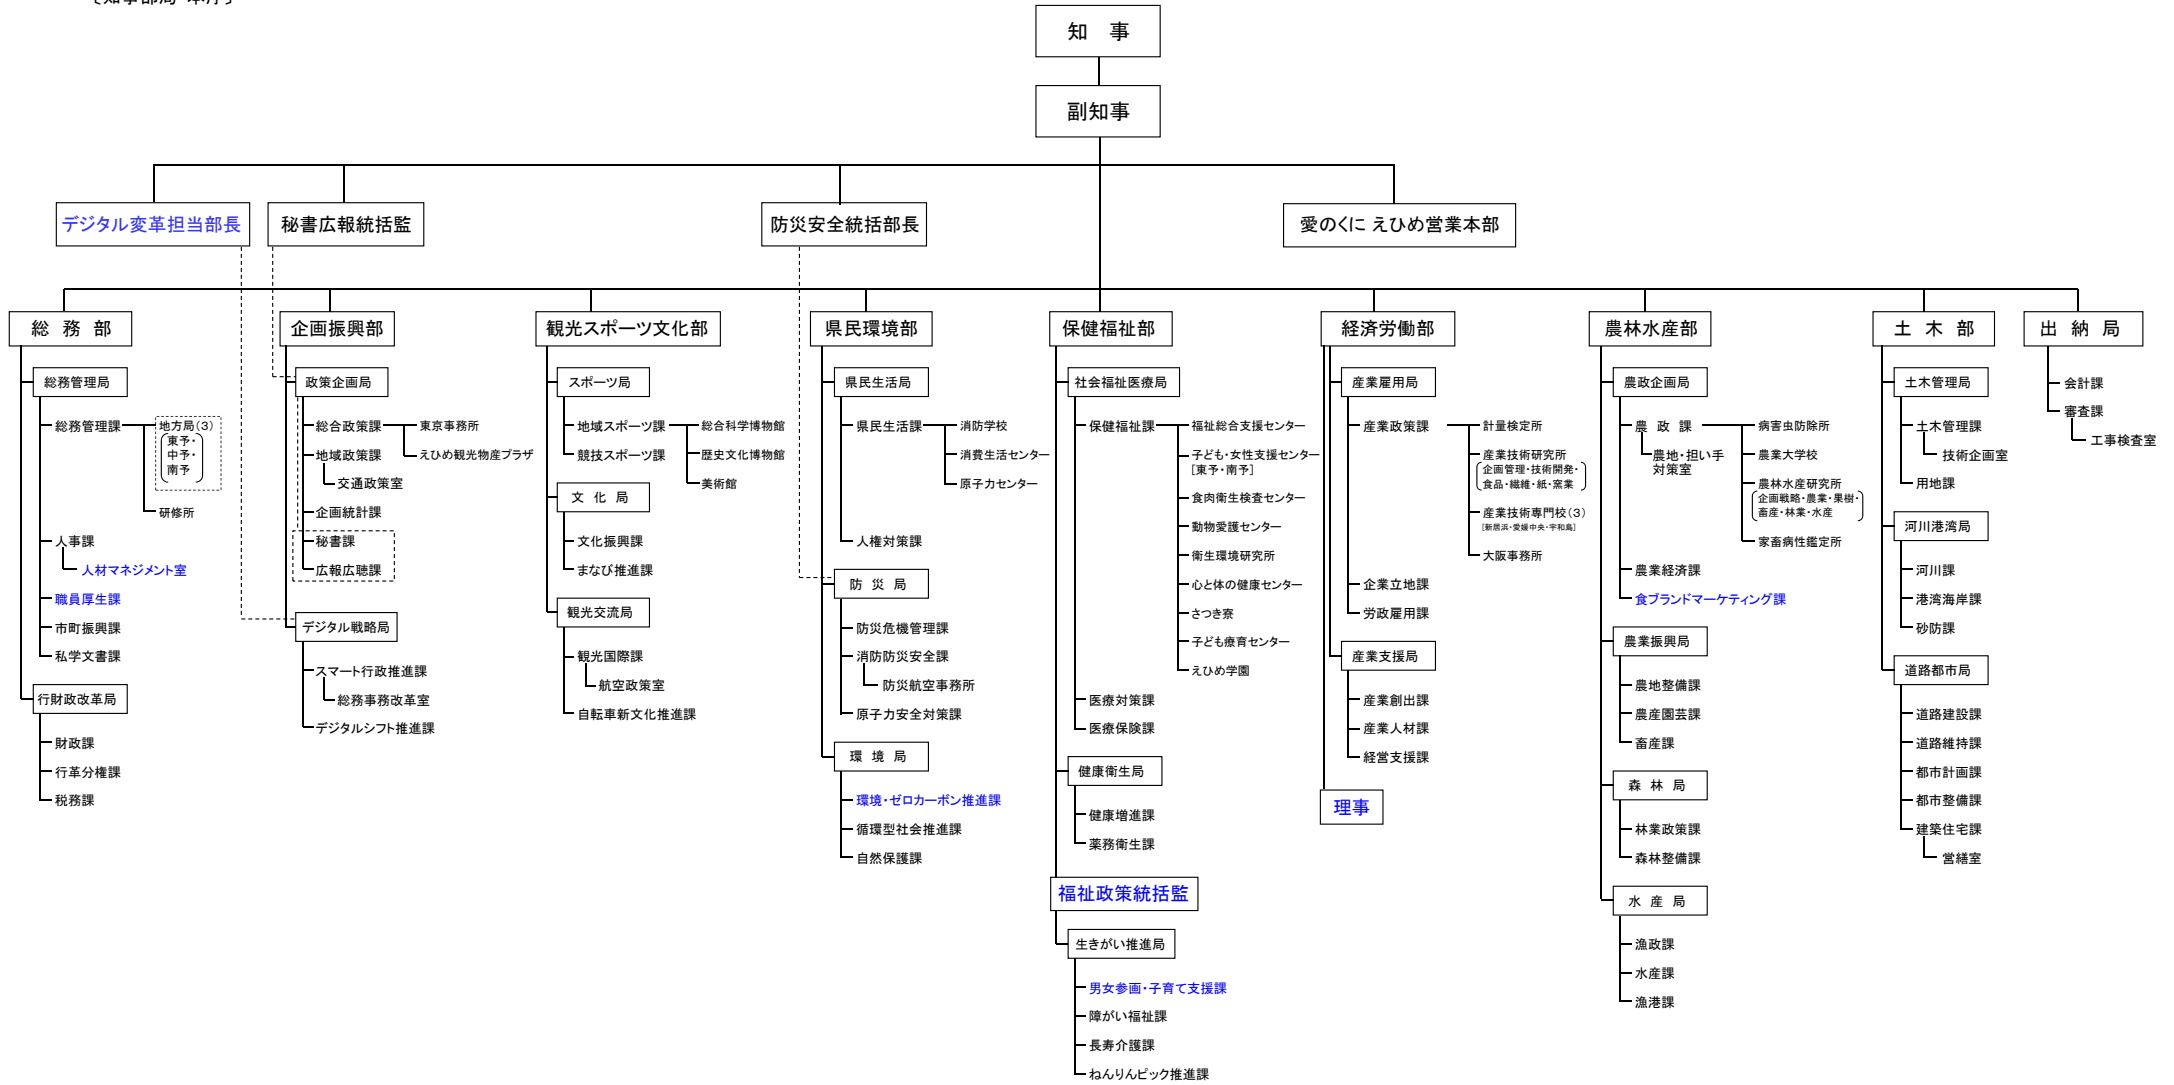 〔知事部局 本庁〕
知　事
副知事
デジタル変革担当部長
秘書広報統括監
防災安全統括部長
愛のくに えひめ営業本部
総 務 部
総務管理局
総務管理課
地方局(3)
東予・
中予・
南予
研修所
人事課
人材マネジメント室
職員厚生課
市町振興課
私学文書課
行財政改革局
財政課
行革分権課
税務課
企画振興部
政策企画局
総合政策課
東京事務所
えひめ観光物産プラザ
地域政策課
交通政策室
企画統計課
秘書課
広報広聴課
デジタル戦略局
スマート行政推進課
総務事務改革室
デジタルシフト推進課
観光スポーツ文化部
スポーツ局
地域スポーツ課
総合科学博物館
歴史文化博物館
美術館
競技スポーツ課
文 化 局
文化振興課
まなび推進課
観光交流局
観光国際課
航空政策室
自転車新文化推進課
県民環境部
県民生活局
県民生活課
消防学校
消費生活センター
原子力センター
人権対策課
防 災 局
防災危機管理課
消防防災安全課
防災航空事務所
原子力安全対策課
環 境 局
環境・ゼロカーボン推進課
循環型社会推進課
自然保護課
保健福祉部
社会福祉医療局
保健福祉課
福祉総合支援センター
子ども・女性支援センター
[東予・南予]
食肉衛生検査センター
動物愛護センター
衛生環境研究所
心と体の健康センター
さつき寮
子ども療育センター
えひめ学園
医療対策課
医療保険課
健康衛生局
健康増進課
薬務衛生課
福祉政策統括監
生きがい推進局
男女参画・子育て支援課
障がい福祉課
長寿介護課
ねんりんピック推進課
経済労働部
産業雇用局
産業政策課
計量検定所
産業技術研究所
企画管理・技術開発・
食品・繊維・紙・窯業
産業技術専門校(3)
[新居浜・愛媛中央・宇和島]
大阪事務所
企業立地課
労政雇用課
産業支援局
産業創出課
産業人材課
経営支援課
理事
農林水産部
農政企画局
農 政 課
農地・担い手
対策室
病害虫防除所
農業大学校
農林水産研究所
企画戦略・農業・果樹・
畜産・林業・水産
家畜病性鑑定所
農業経済課
食ブランドマーケティング課
農業振興局
農地整備課
農産園芸課
畜産課
森 林 局
林業政策課
森林整備課
水 産 局
漁政課
水産課
漁港課
土 木 部
土木管理局
土木管理課
技術企画室
用地課
河川港湾局
河川課
港湾海岸課
砂防課
道路都市局
道路建設課
道路維持課
都市計画課
都市整備課
建築住宅課
営繕室
出 納 局
会計課
審査課
工事検査室